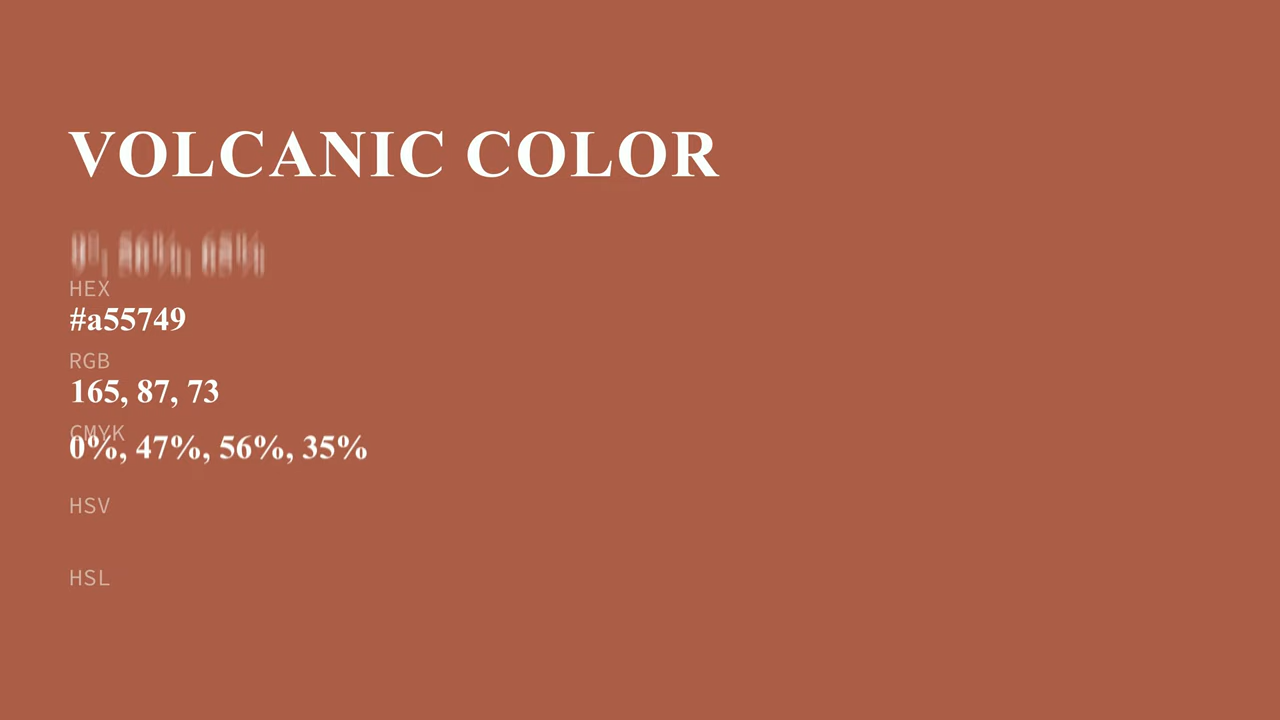 VOLCANIC COLOR
HEX
#a55749
RGB
165, 87, 73
CMYK
0%, 47%, 56%, 35%
HSV
HSL